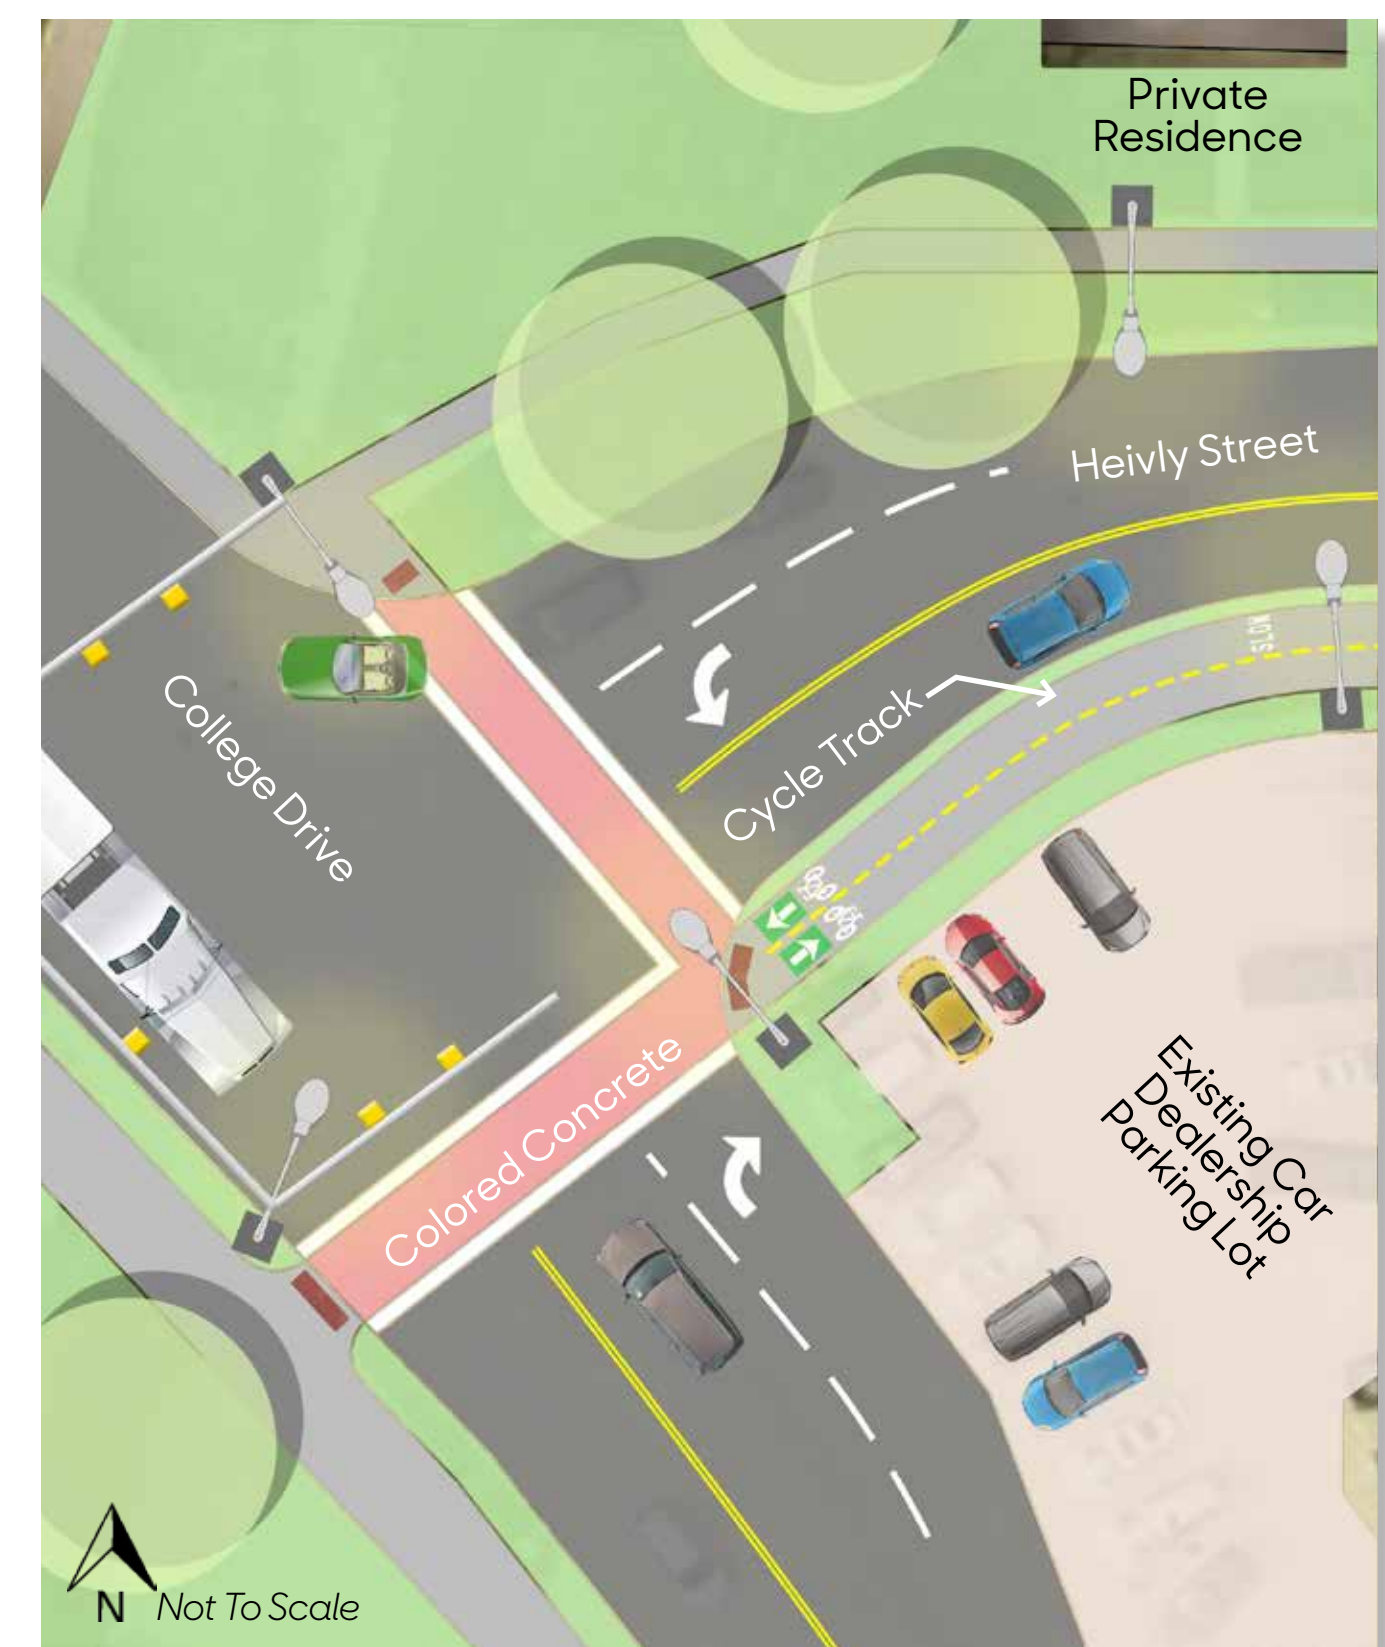 Private
Residence
Heivly Street
SLOW
College Drive
Cycle Track
Colored Concrete
Existing Car
Dealership
Parking Lot
N
Not To Scale